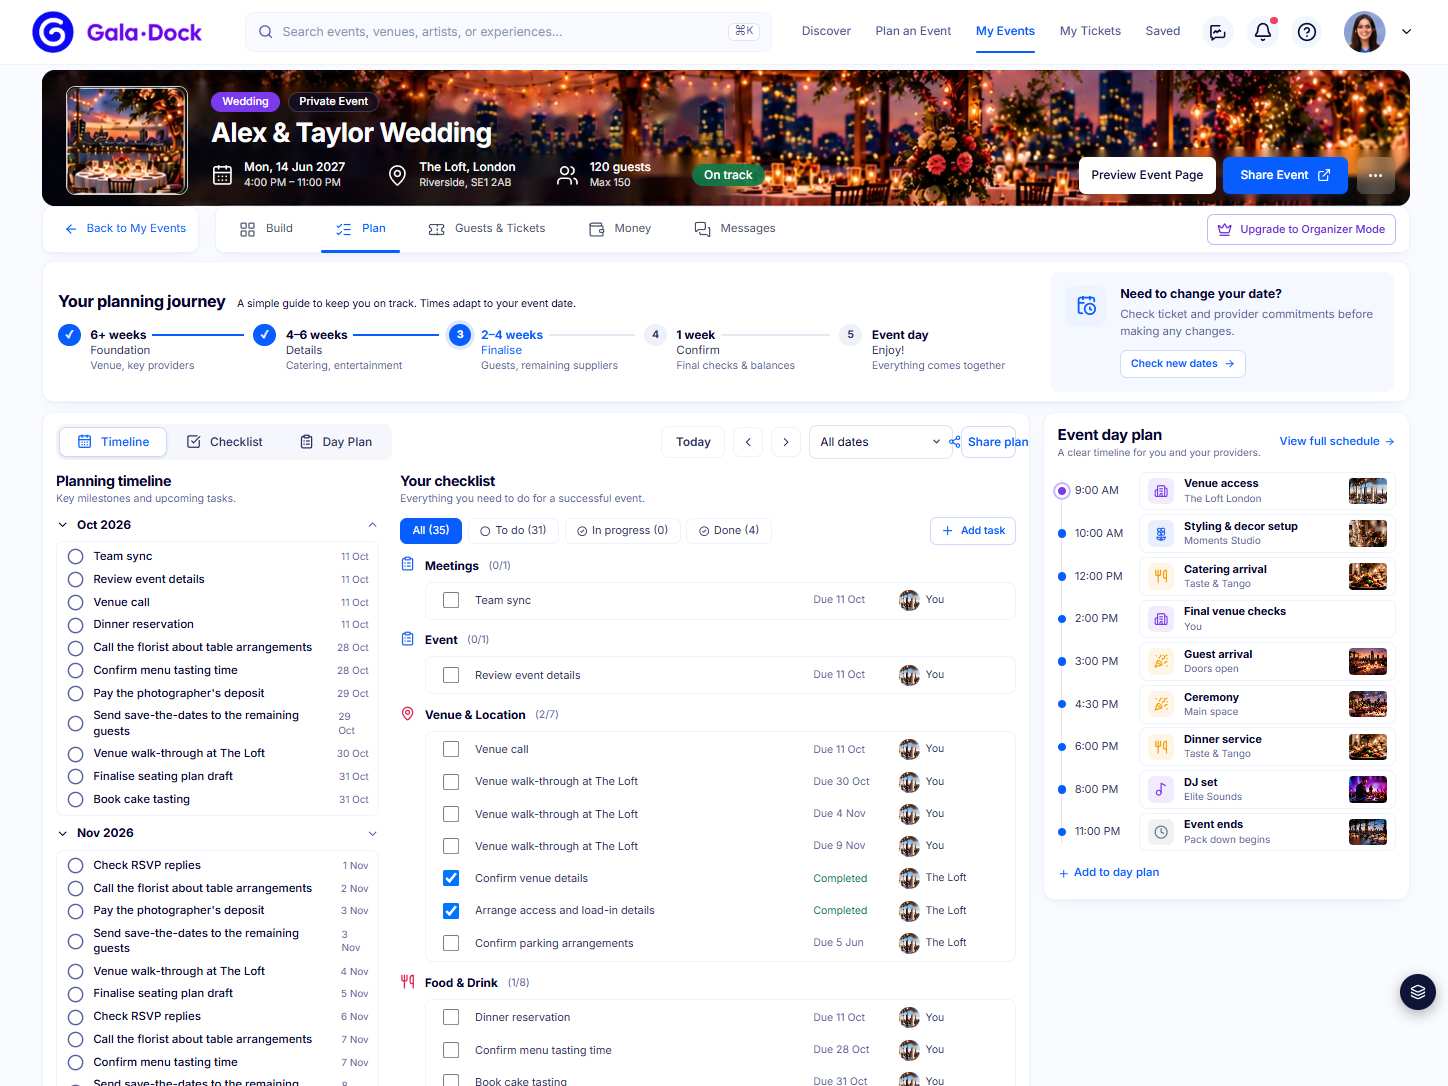 Gala·Dock
Search events, venues, artists, or experiences...
⌘K
Discover
Plan an Event
My Events
My Tickets
Saved
Wedding
Private Event
Alex & Taylor Wedding
Mon, 14 Jun 2027
4:00 PM – 11:00 PM
The Loft, London
Riverside, SE1 2AB
120 guests
Max 150
On track
Preview Event Page
Share Event
Back to My Events
Build
Plan
Guests & Tickets
Money
Messages
Upgrade to Organizer Mode
Your planning journey
A simple guide to keep you on track. Times adapt to your event date.
6+ weeks
Foundation
Venue, key providers
4–6 weeks
Details
Catering, entertainment
3
2–4 weeks
Finalise
Guests, remaining suppliers
4
1 week
Confirm
Final checks & balances
5
Event day
Enjoy!
Everything comes together
Need to change your date?
Check ticket and provider commitments before
making any changes.
Check new dates
Timeline
Checklist
Day Plan
Today
All dates
Share plan
Planning timeline
Key milestones and upcoming tasks.
Oct 2026
Team sync 11 Oct
Review event details 11 Oct
Venue call 11 Oct
Dinner reservation 11 Oct
Call the florist about table arrangements 28 Oct
Confirm menu tasting time 28 Oct
Pay the photographer's deposit 29 Oct
Send save-the-dates to the remaining
guests
29
Oct
Venue walk-through at The Loft 30 Oct
Finalise seating plan draft 31 Oct
Book cake tasting 31 Oct
Nov 2026
Check RSVP replies 1 Nov
Call the florist about table arrangements 2 Nov
Pay the photographer's deposit 3 Nov
Send save-the-dates to the remaining
guests
3
Nov
Venue walk-through at The Loft 4 Nov
Finalise seating plan draft 5 Nov
Check RSVP replies 6 Nov
Call the florist about table arrangements 7 Nov
Confirm menu tasting time 7 Nov
Send save-the-dates to the remaining
8
Your checklist
Everything you need to do for a successful event.
All (35)
To do (31)
In progress (0)
Done (4)
Add task
Meetings (0/1)
Team sync Due 11 Oct You
Event (0/1)
Review event details Due 11 Oct You
Venue & Location (2/7)
Venue call Due 11 Oct You
Venue walk-through at The Loft Due 30 Oct You
Venue walk-through at The Loft Due 4 Nov You
Venue walk-through at The Loft Due 9 Nov You
Confirm venue details Completed The Loft
Arrange access and load-in details Completed The Loft
Confirm parking arrangements Due 5 Jun The Loft
Food & Drink (1/8)
Dinner reservation Due 11 Oct You
Confirm menu tasting time Due 28 Oct You
Book cake tasting Due 31 Oct You
Event day plan
A clear timeline for you and your providers.
View full schedule
9:00 AM
Venue access
The Loft London
10:00 AM
Styling & decor setup
Moments Studio
12:00 PM
Catering arrival
Taste & Tango
2:00 PM
Final venue checks
You
3:00 PM
Guest arrival
Doors open
4:30 PM
Ceremony
Main space
6:00 PM
Dinner service
Taste & Tango
8:00 PM
DJ set
Elite Sounds
11:00 PM
Event ends
Pack down begins
Add to day plan